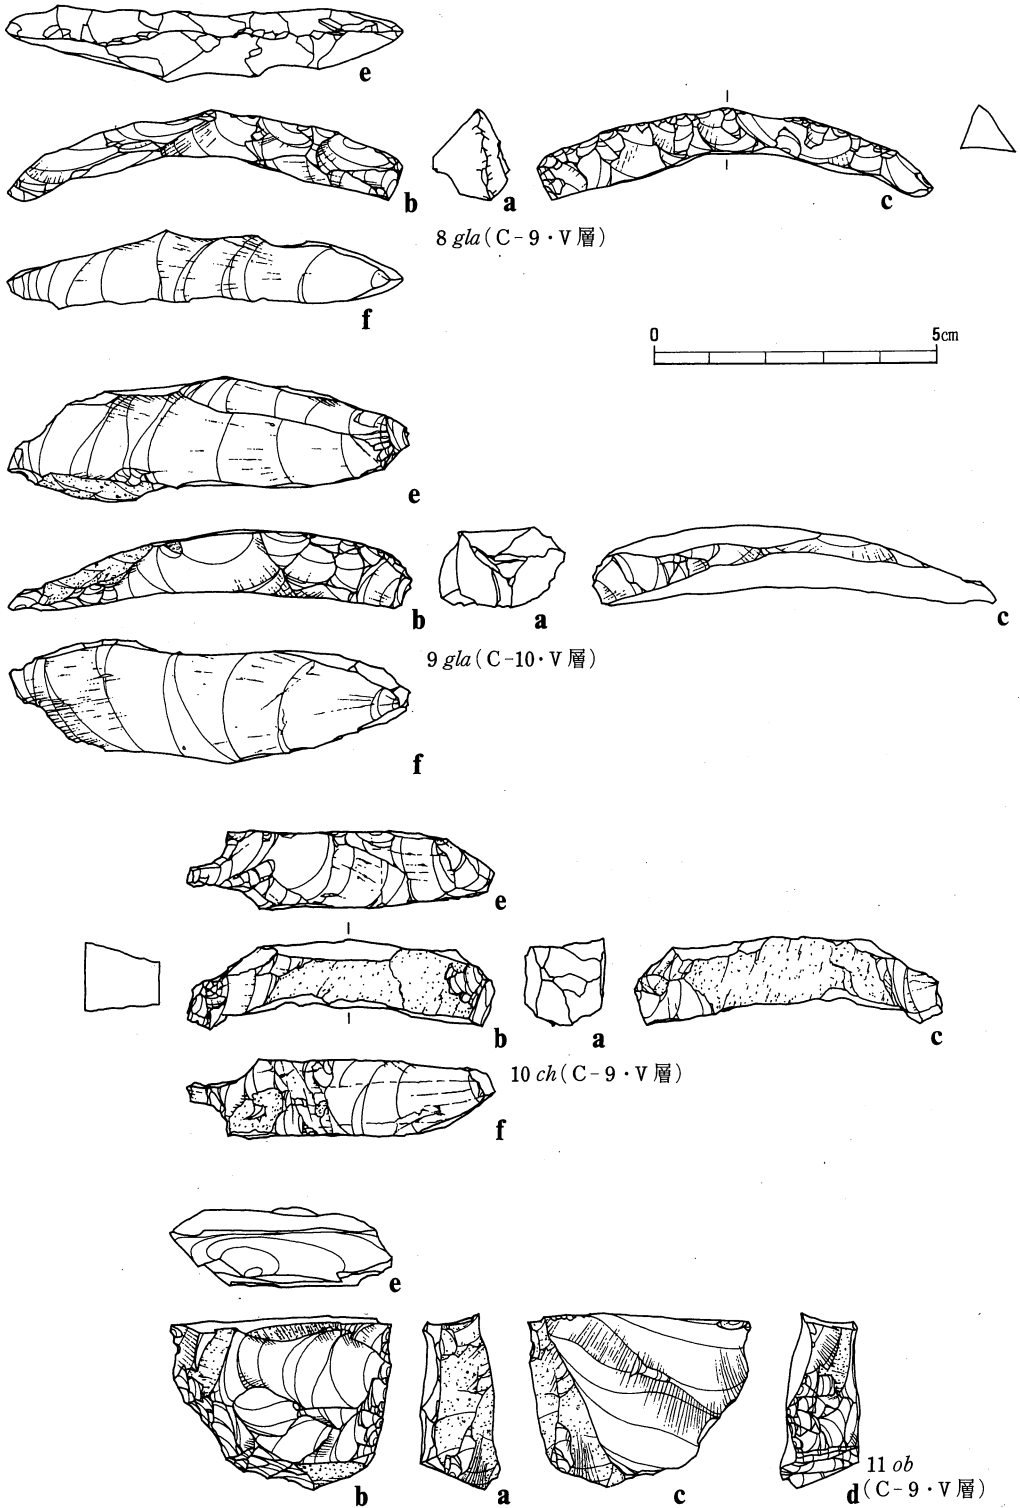 e
b
a
c
8 gla(C-9・V層)
f
0 5cm
e
b
a
c
9 gla(C-10・V層)
f
e
b
a
c
10 ch(C-9・V層)
f
e
11 ob
b
a
c
d(C-9・V層)